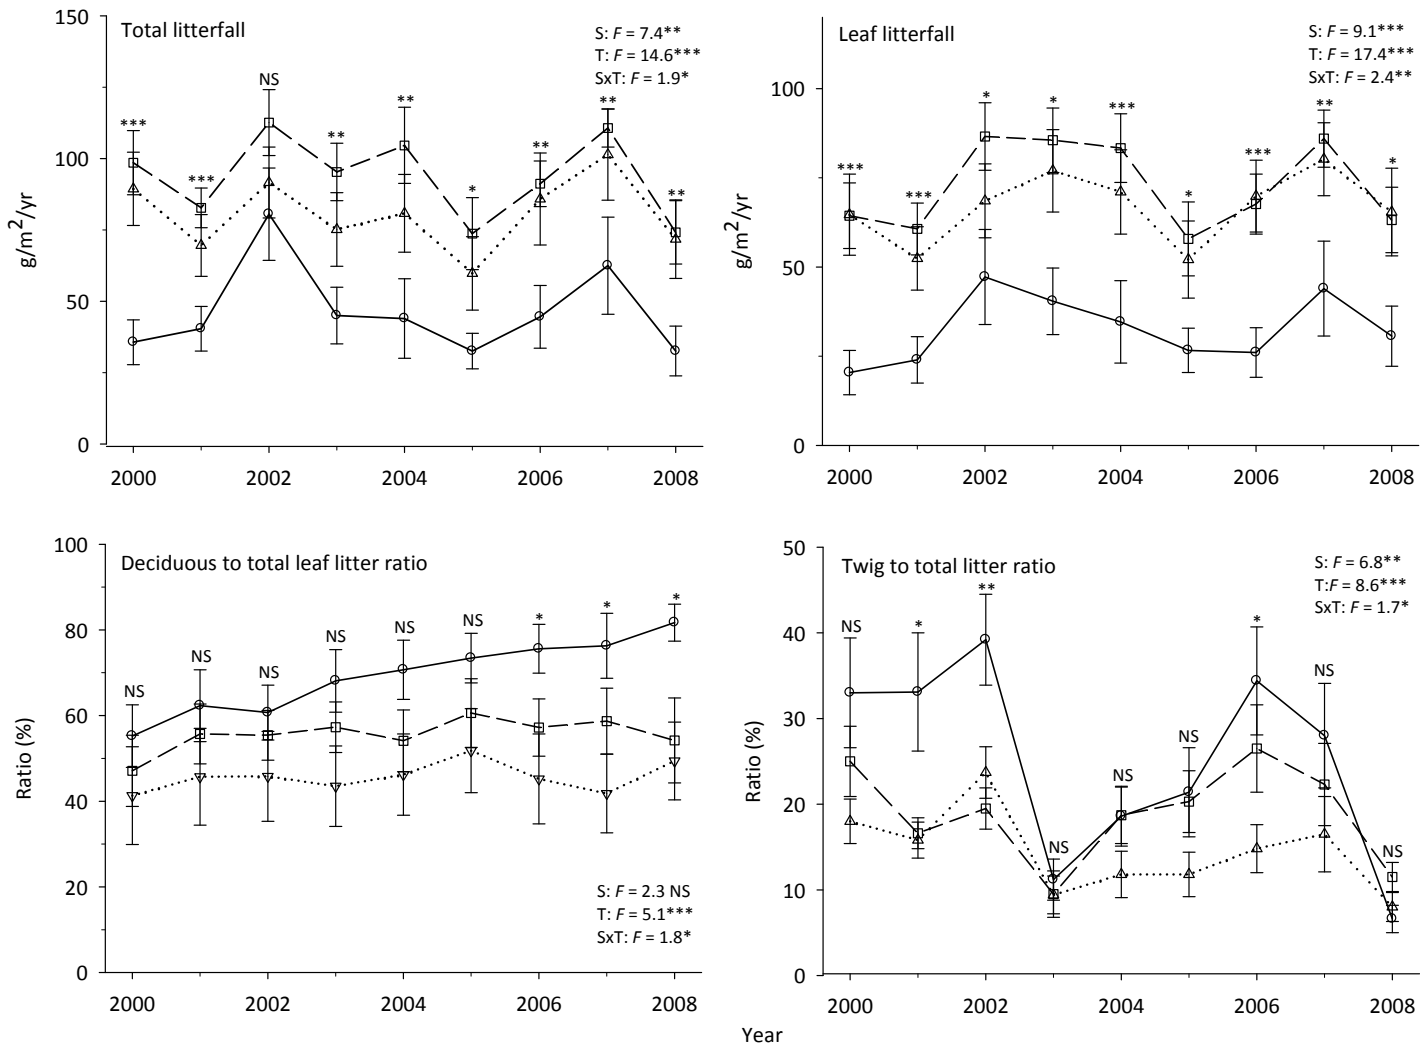 Total litterfall
S: F = 7.4**
T: F = 14.6***
SxT: F = 1.9*
g/m²/yr
150
100
50
0
***
***
NS
**
**
*
**
**
**
2000
2002
2004
2006
2008
Leaf litterfall
S: F = 9.1***
T: F = 17.4***
SxT: F = 2.4**
g/m²/yr
100
50
0
***
***
*
*
***
*
***
**
*
2000
2002
2004
2006
2008
Deciduous to total leaf litter ratio
Ratio (%)
100
80
60
40
20
0
NS
NS
NS
NS
NS
NS
*
*
*
S: F = 2.3 NS
T: F = 5.1***
SxT: F = 1.8*
2000
2002
2004
2006
2008
Twig to total litter ratio
S: F = 6.8**
T:F = 8.6***
SxT: F = 1.7*
Ratio (%)
50
40
30
20
10
0
NS
*
**
NS
NS
NS
*
NS
NS
2000
2002
2004
2006
2008
Year